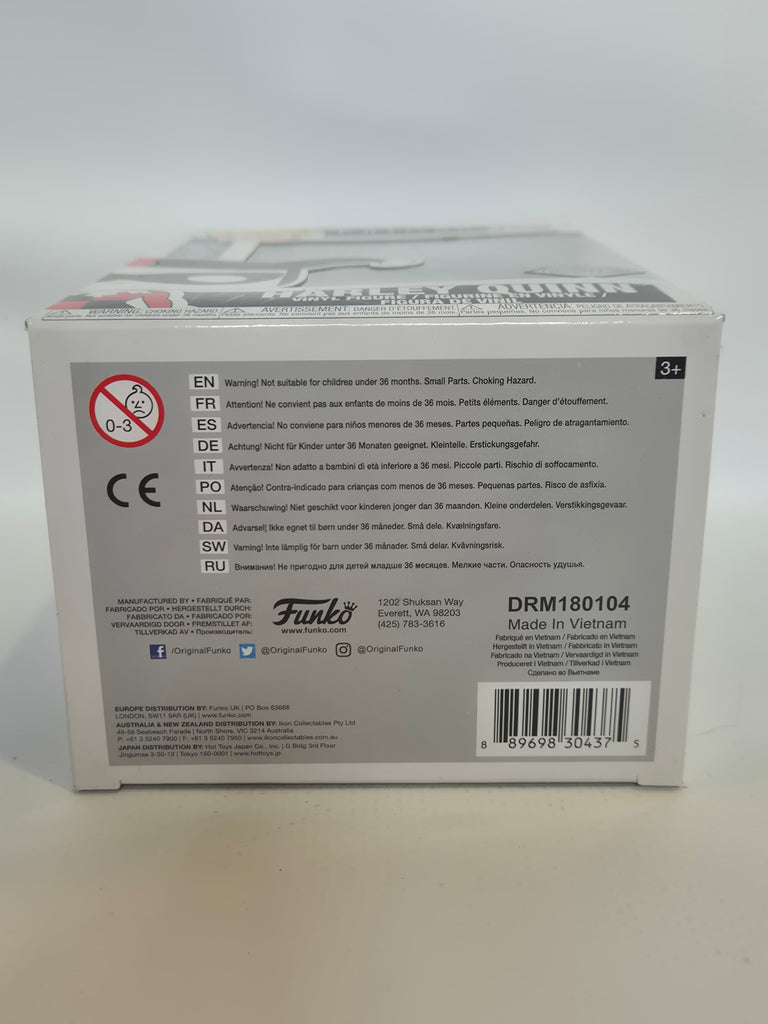 HARLEY QUINN
VINYL FIGURE / FIGURINE EN VINYLE /
FIGURA DE VINIL
WARNING: CHOKING HAZARD
AVERTISSEMENT: DANGER D'ÉTOUFFEMENT
ADVERTENCIA: PELIGRO DE ATRAGANTAMIENTO
3+
0-3
CE
EN Warning! Not suitable for children under 36 months. Small Parts. Choking Hazard.
FR Attention! Ne convient pas aux enfants de moins de 36 mois. Petits éléments. Danger d'étouffement.
ES Advertencia! No conviene para niños menores de 36 meses. Partes pequeñas. Peligro de atragantamiento.
DE Achtung! Nicht für Kinder unter 36 Monaten geeignet. Kleinteile. Erstickungsgefahr.
IT Avvertenza! Non adatto a bambini di età inferiore a 36 mesi. Piccole parti. Rischio di soffocamento.
PO Atenção! Contra-indicado para crianças com menos de 36 meses. Pequenas partes. Risco de asfixia.
NL Waarschuwing! Niet geschikt voor kinderen jonger dan 36 maanden. Kleine onderdelen. Verstikkingsgevaar.
DA Advarsel! Ikke egnet til børn under 36 måneder. Små dele. Kvælningsfare.
SW Varning! Inte lämplig för barn under 36 månader. Små delar. Kvävningsrisk.
RU Внимание! Не пригодно для детей младше 36 месяцев. Мелкие части. Опасность удушья.
MANUFACTURED BY • FABRIQUÉ PAR:
FABRICADO POR • HERGESTELLT DURCH:
FABBRICATO DA • FABRICADO POR:
VERVAARDIGD DOOR • FREMSTILLET AF:
TILLVERKAD AV • Производитель:
Funko
www.funko.com
1202 Shuksan Way
Everett, WA 98203
(425) 783-3616
/OriginalFunko @OriginalFunko @OriginalFunko
DRM180104
Made In Vietnam
Fabriqué en Vietnam / Fabricado en Vietnam
Hergestellt in Vietnam / Fabbricato in Vietnam
Fabricado na Vietnam / Vervaardigd in Vietnam
Produceret i Vietnam / Tillverkad i Vietnam
Сделано во Вьетнаме
EUROPE DISTRIBUTION BY: Funko UK | PO Box 63668
LONDON, SW11 9AR (UK) | www.funko.com
AUSTRALIA & NEW ZEALAND DISTRIBUTION BY: Ikon Collectables Pty Ltd
49-59 Seabeach Parade | North Shore, VIC 3214 Australia
P: +61 3 5240 7900 | F: +61 3 5240 7950 | www.ikoncollectables.com.au
JAPAN DISTRIBUTION BY: Hot Toys Japan Co., Inc. | G Bldg 3rd Floor
Jingumae 3-30-12 | Tokyo 150-0001 | www.hottoys.jp
8 89698 30437 5